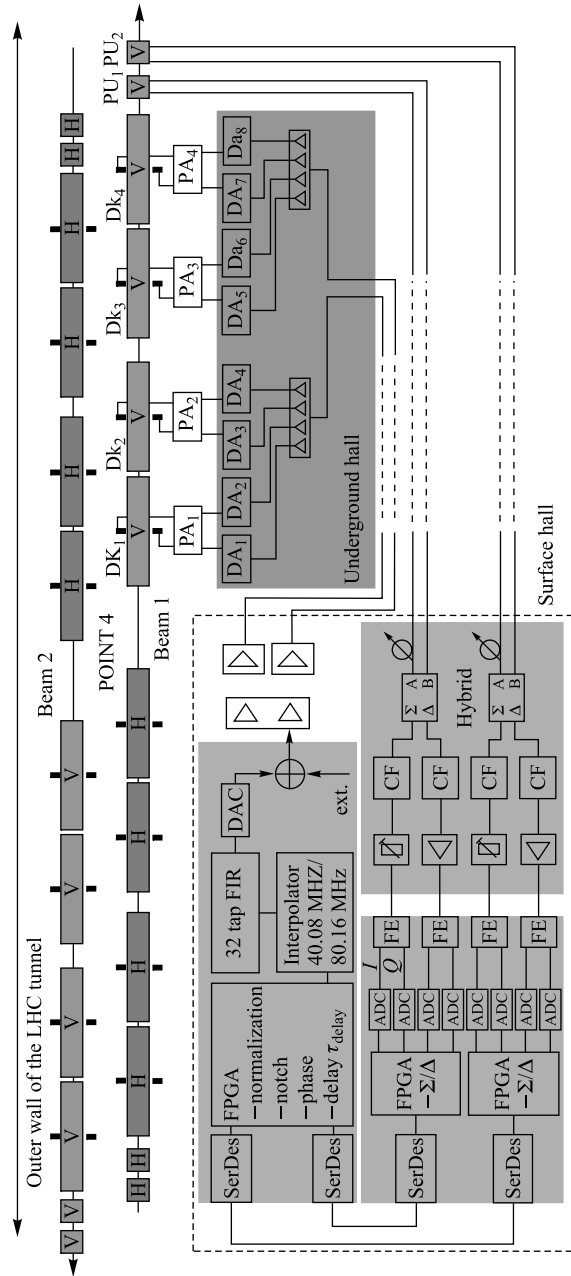 Outer wall of the LHC tunnel
V
V
V
V
V
V
Beam 2
H
H
H
H
H
H
H
H
H
H
H
H
POINT 4
Beam 1
DK1
V
Dk2
V
Dk3
V
Dk4
V
PU1
V
PU2
V
PA1
PA2
PA3
PA4
DA1
DA2
DA3
DA4
DA5
Da6
DA7
Da8
Underground hall
SerDes
SerDes
FPGA
–normalization
–notch
–phase
–delay τdelay
32 tap FIR
Interpolator
40.08 MHZ/
80.16 MHz
DAC
ext.
SerDes
SerDes
FPGA
–Σ/Δ
FPGA
–Σ/Δ
ADC
ADC
ADC
ADC
ADC
ADC
ADC
ADC
I
Q
FE
FE
FE
FE
CF
CF
CF
CF
Σ A
Δ B
Hybrid
Σ A
Δ B
Surface hall